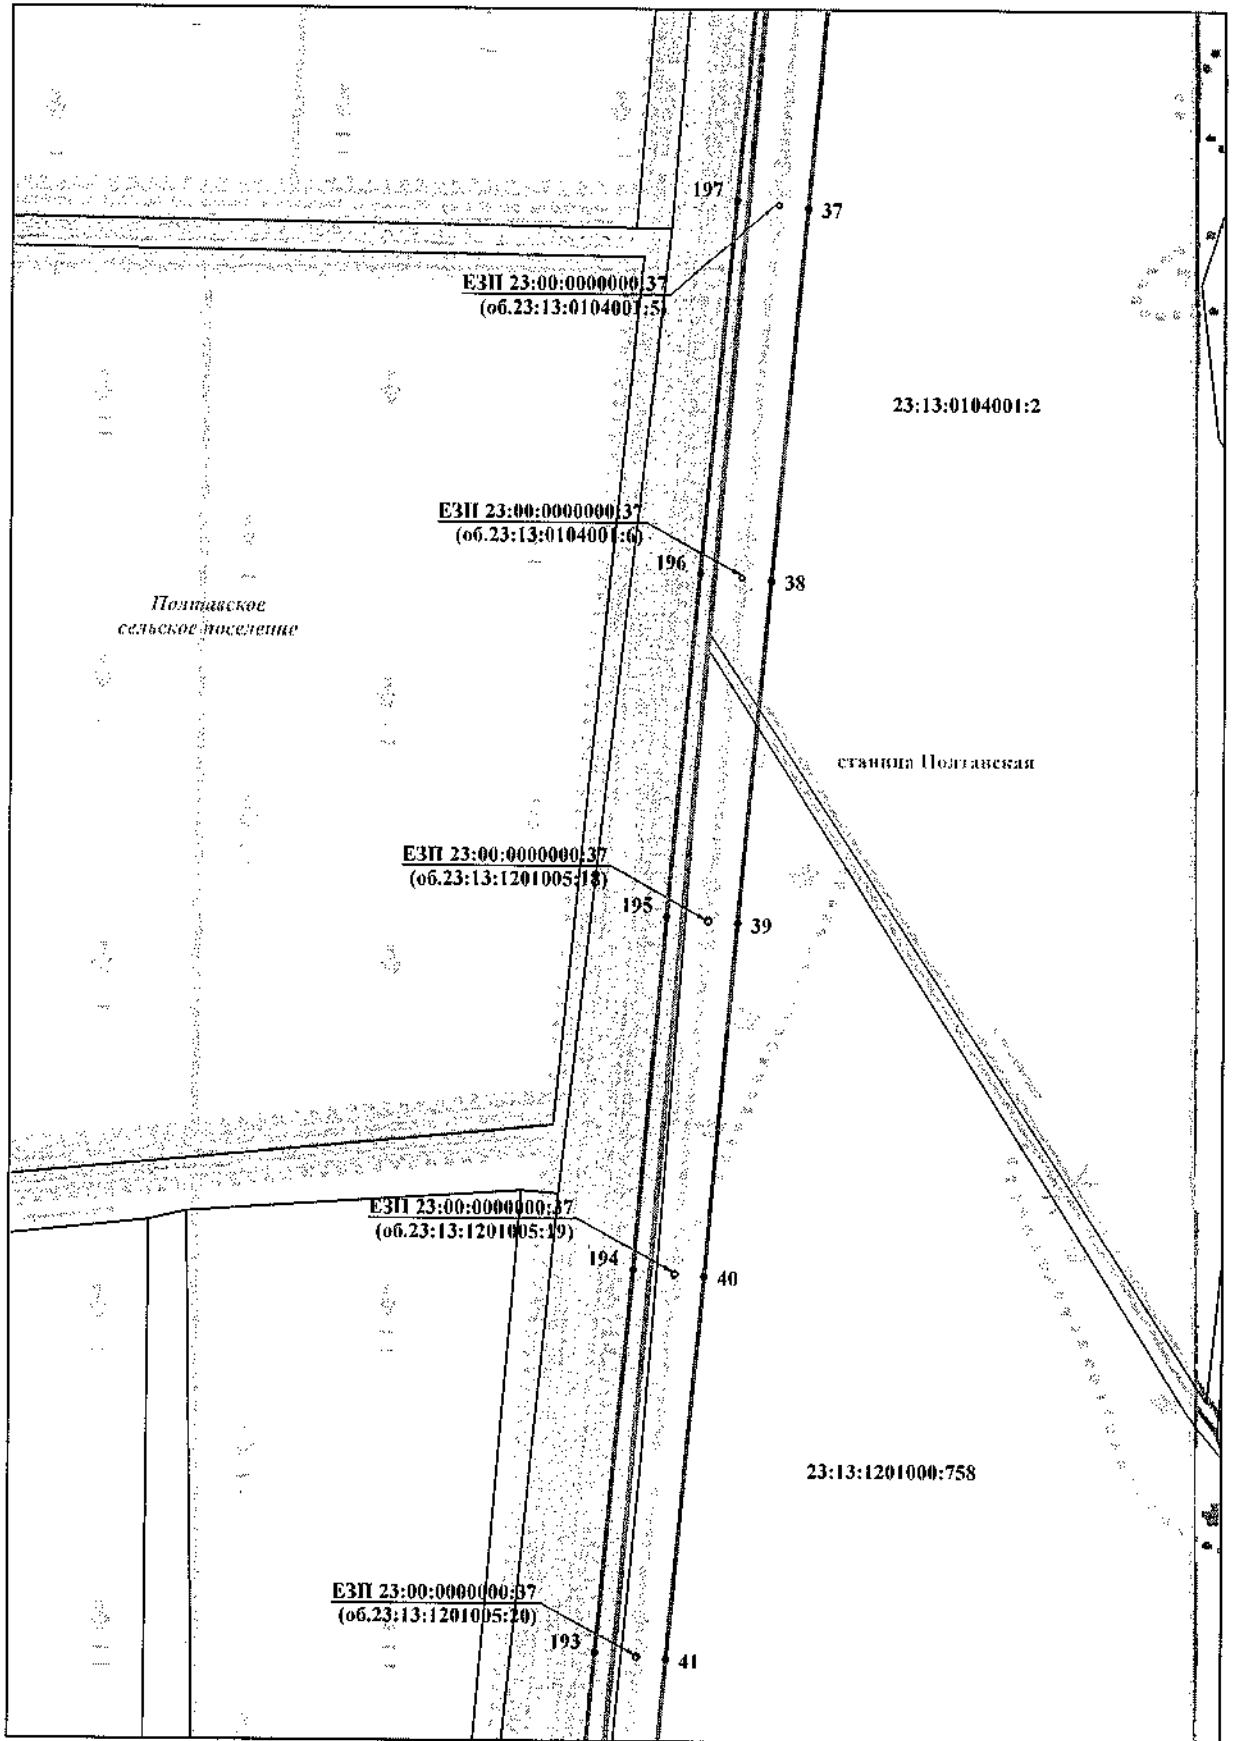 197
37
ЕЗП 23:00:0000000:37
(об.23:13:0104001:5)
23:13:0104001:2
ЕЗП 23:00:0000000:37
(об.23:13:0104001:6)
196
38
Полтавское
сельское поселение
станица Полтавская
ЕЗП 23:00:0000000:37
(об.23:13:1201005:18)
195
39
ЕЗП 23:00:0000000:37
(об.23:13:1201005:19)
194
40
23:13:1201000:758
ЕЗП 23:00:0000000:37
(об.23:13:1201005:20)
193
41